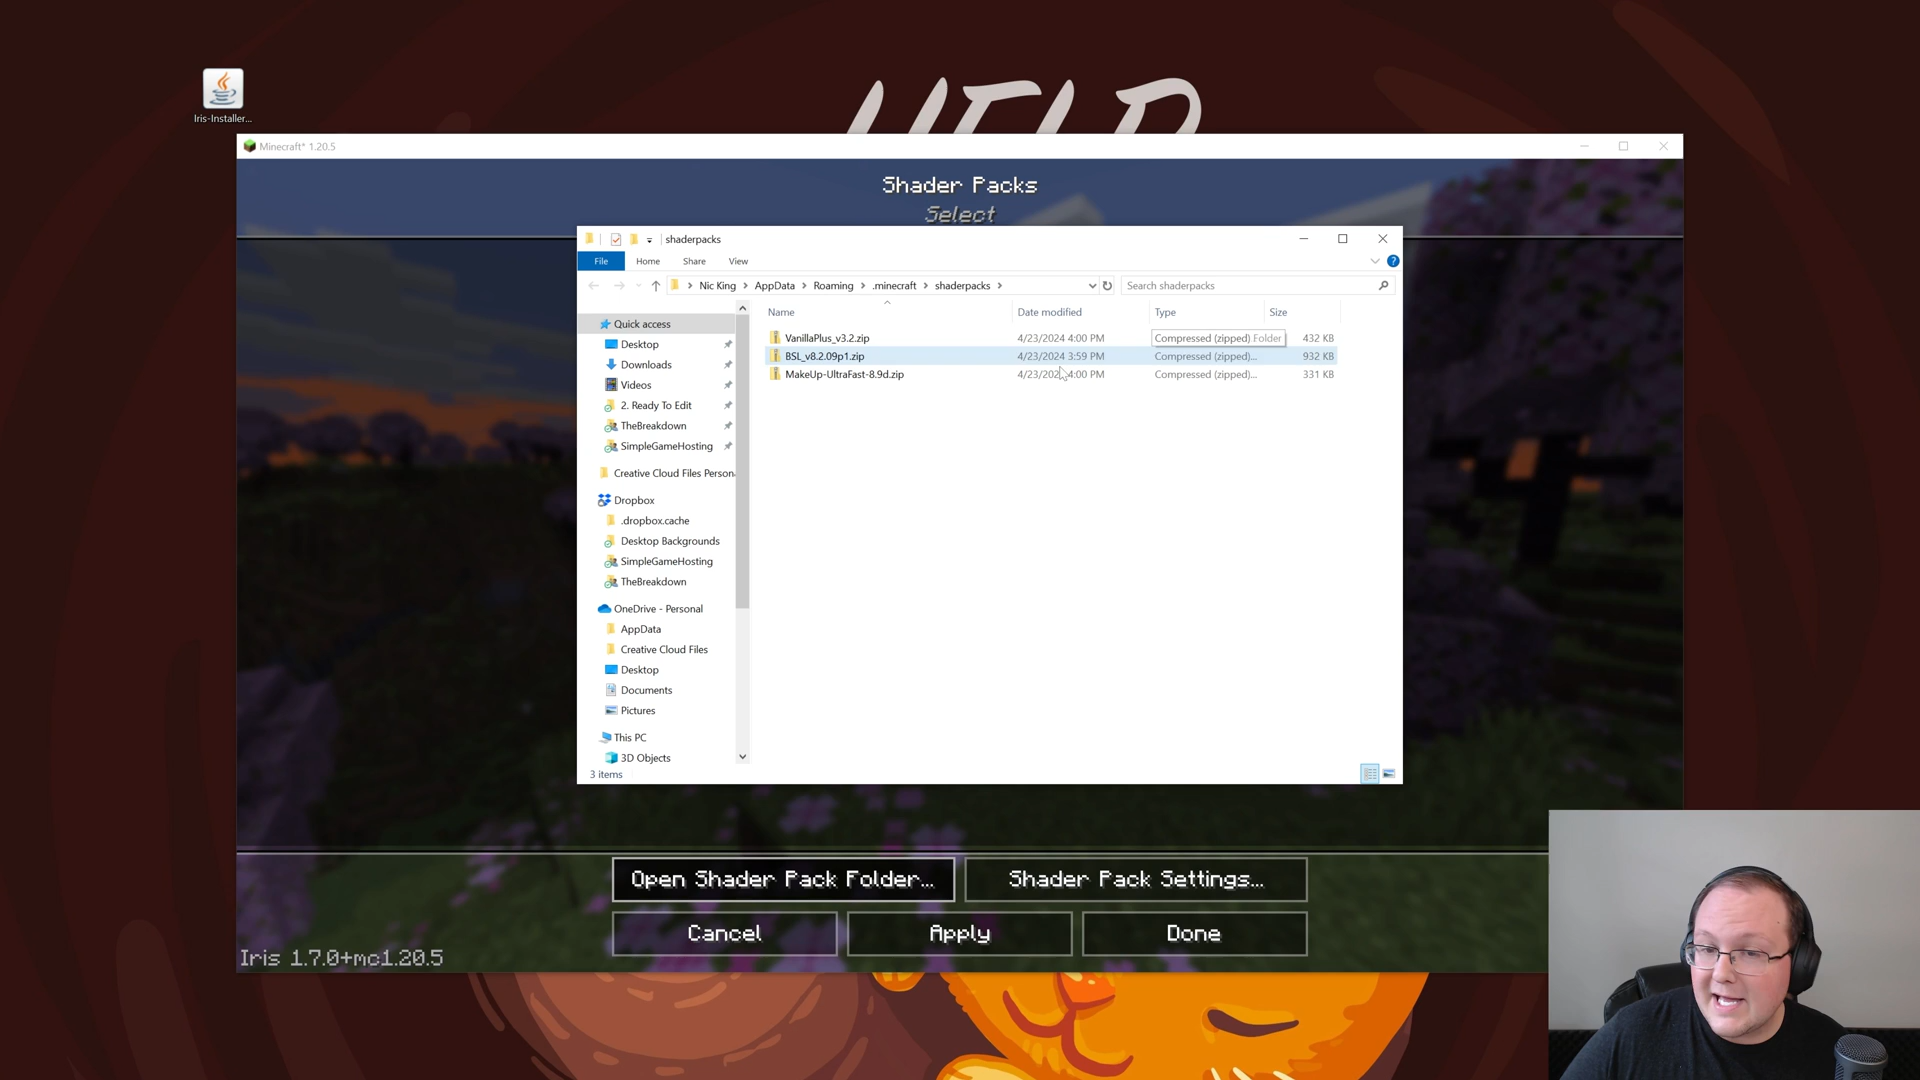 HELP
Iris-Installer...
Minecraft* 1.20.5
Shader Packs
Select
shaderpacks
File Home Share View
Nic King > AppData > Roaming > .minecraft > shaderpacks >
Search shaderpacks
Name Date modified Type Size
VanillaPlus_v3.2.zip 4/23/2024 4:00 PM Compressed (zipped) Folder 432 KB
BSL_v8.2.09p1.zip 4/23/2024 3:59 PM Compressed (zipped)... 932 KB
MakeUp-UltraFast-8.9d.zip 4/23/202 4:00 PM Compressed (zipped)... 331 KB
Quick access
Desktop
Downloads
Videos
2. Ready To Edit
TheBreakdown
SimpleGameHosting
Creative Cloud Files Person
Dropbox
.dropbox.cache
Desktop Backgrounds
SimpleGameHosting
TheBreakdown
OneDrive - Personal
AppData
Creative Cloud Files
Desktop
Documents
Pictures
This PC
3D Objects
3 items
Open Shader Pack Folder... Shader Pack Settings...
Cancel Apply Done
Iris 1.7.0+mc1.20.5